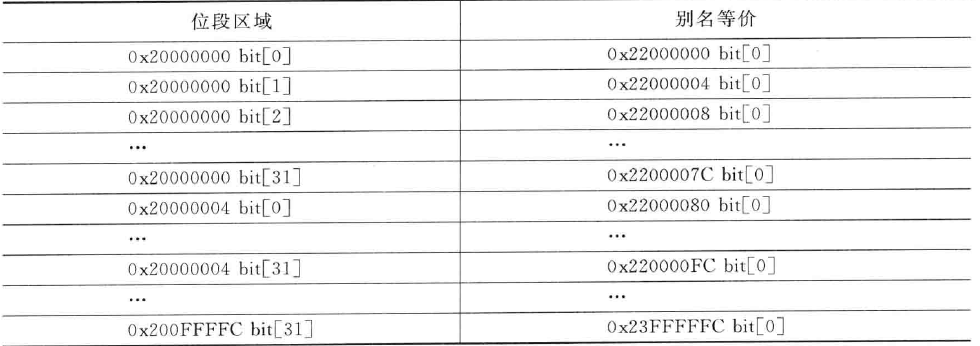 位段区域 别名等价
0x20000000 bit[0] 0x22000000 bit[0]
0x20000000 bit[1] 0x22000004 bit[0]
0x20000000 bit[2] 0x22000008 bit[0]
… …
0x20000000 bit[31] 0x2200007C bit[0]
0x20000004 bit[0] 0x22000080 bit[0]
… …
0x20000004 bit[31] 0x220000FC bit[0]
… …
0x200FFFFC bit[31] 0x23FFFFFC bit[0]